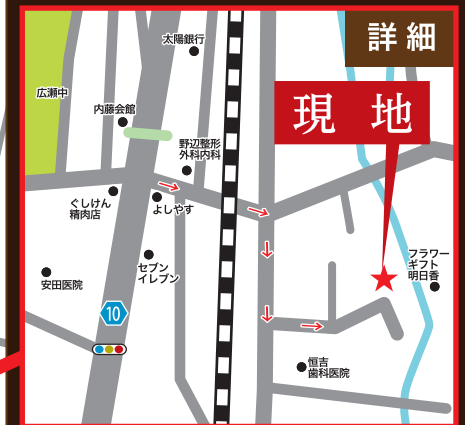 詳細
太陽銀行
現地
広瀬中
内藤会館
野辺整形
外科内科
ぐしけん
精肉店
よしやす
フラワー
ギフト
明日香
セブン
イレブン
安田医院
10
恒吉
歯科医院